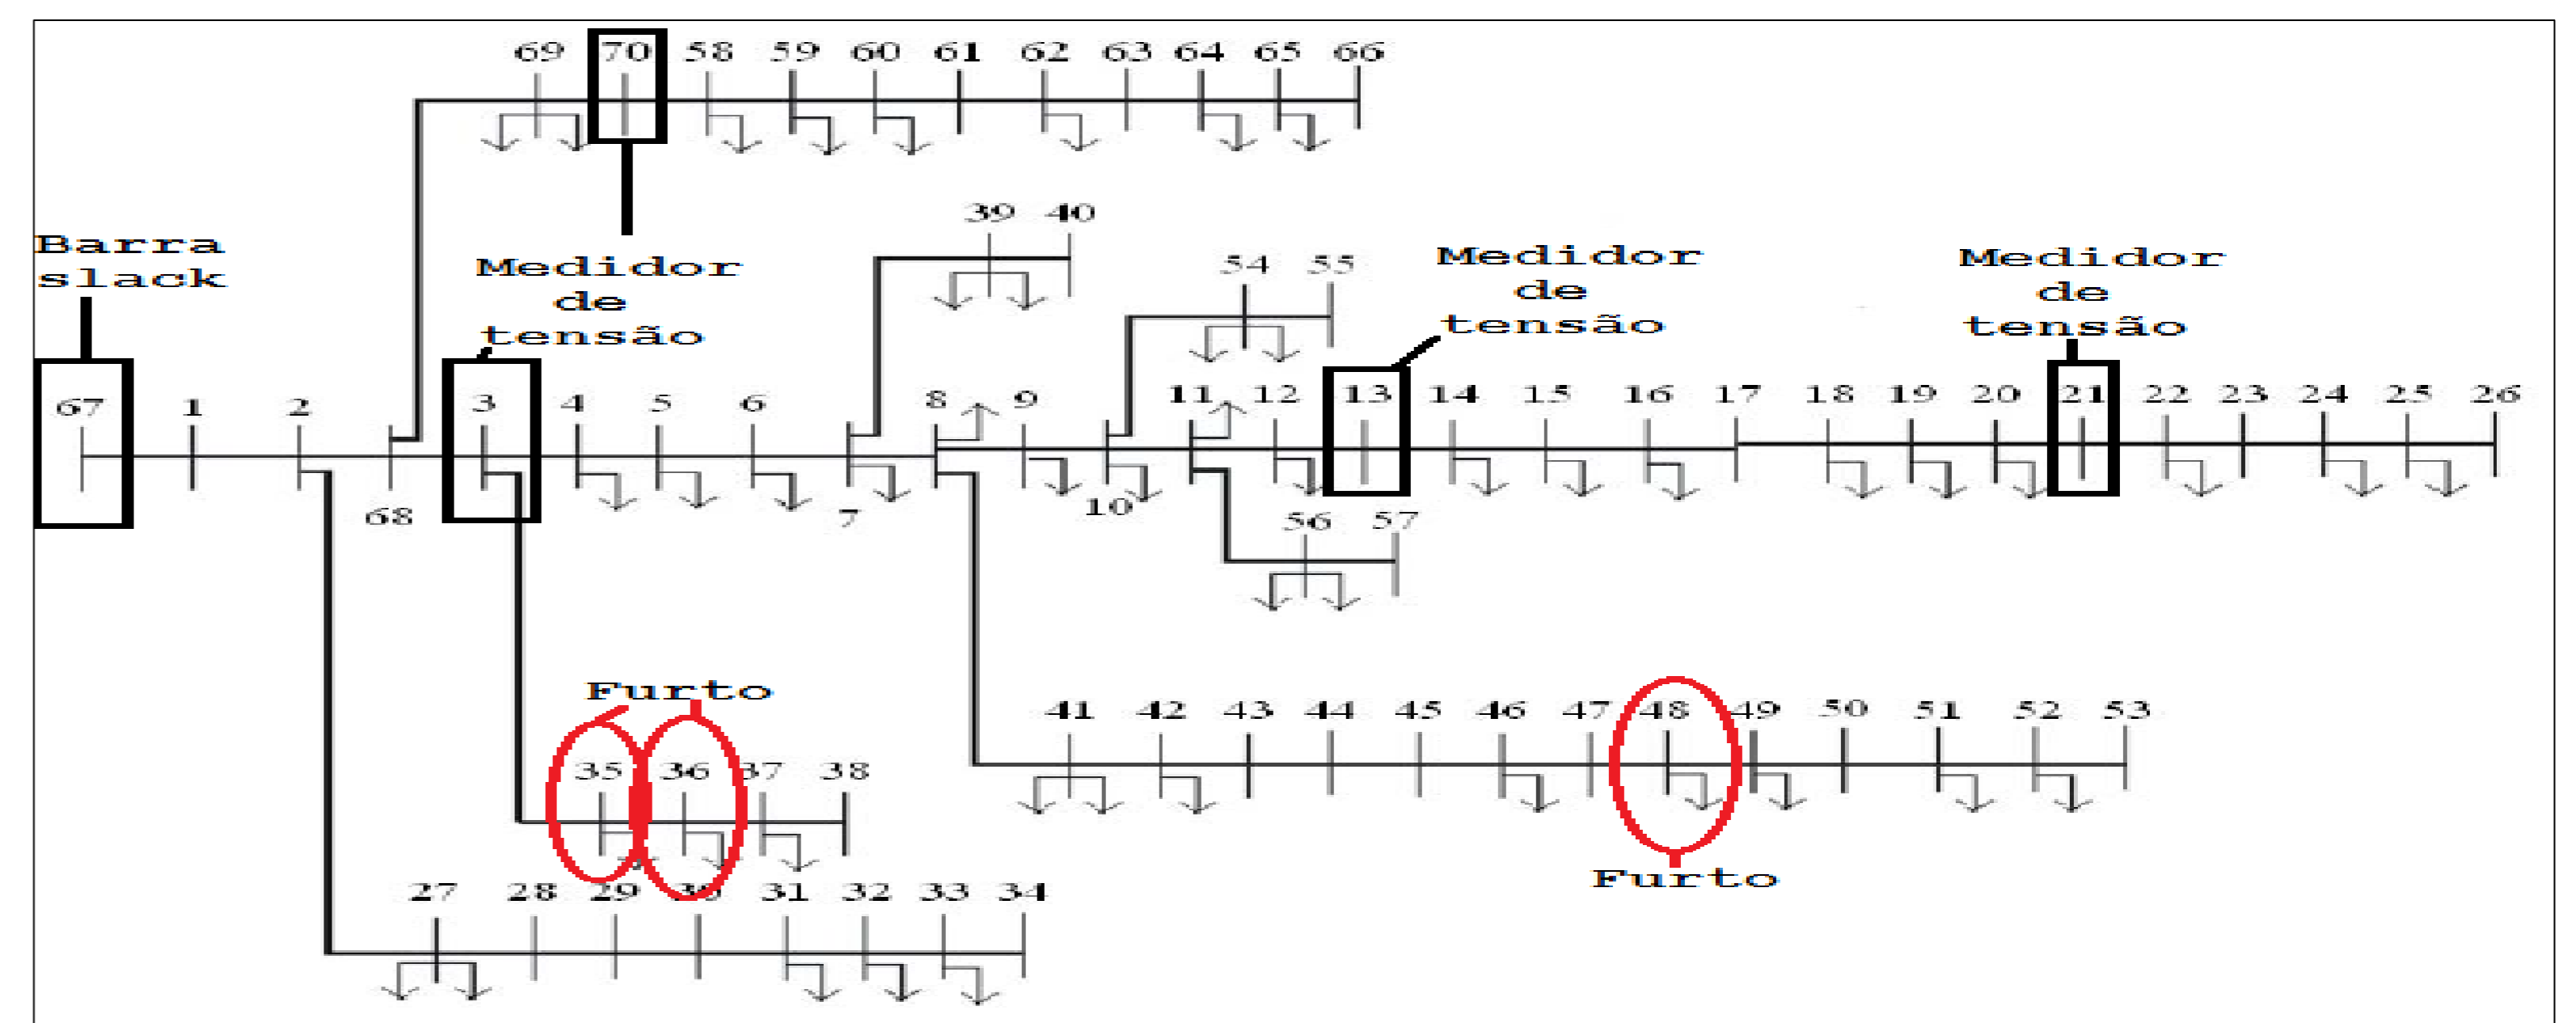 69 70 58 59 60 61 62 63 64 65 66
39 40
Barra
slack
Medidor
de
tensão
54 55
Medidor
de
tensão
Medidor
de
tensão
67 1 2 3 4 5 6 8 9 11 12 13 14 15 16 17 18 19 20 21 22 23 24 25 26
68 7 10
56 57
Furto
41 42 43 44 45 46 47 48 49 50 51 52 53
35 36 37 38
Furto
27 28 29 30 31 32 33 34